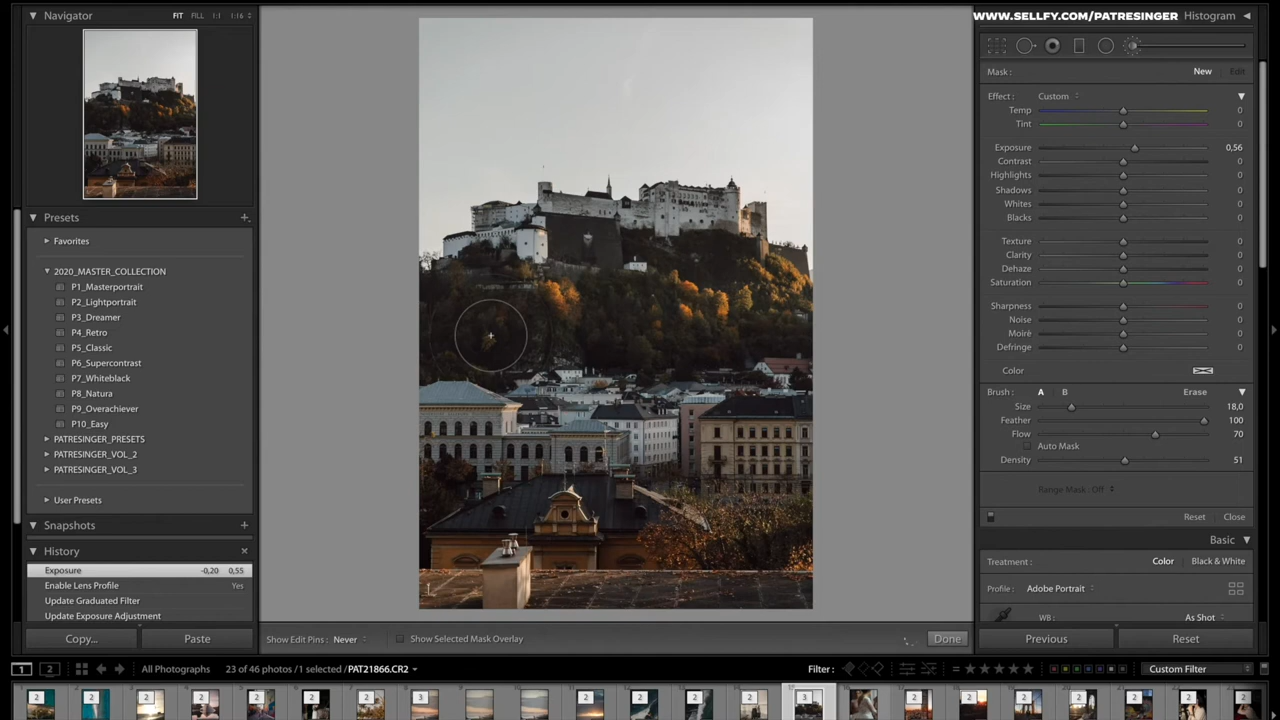 Navigator
FIT FILL 1:1 1:16
WWW.SELLFY.COM/PATRESINGER
Histogram
Mask : New Edit
Effect : Custom
Temp 0
Tint 0
Exposure 0,56
Contrast 0
Highlights 0
Shadows 0
Whites 0
Blacks 0
Texture 0
Clarity 0
Dehaze 0
Saturation 0
Sharpness 0
Noise 0
Moiré 0
Defringe 0
Color
Brush : A B Erase
Size 18,0
Feather 100
Flow 70
Auto Mask
Density 51
Range Mask : Off
Reset Close
Basic
Treatment : Color Black & White
Profile : Adobe Portrait
WB : As Shot
Previous Reset
Presets
Favorites
2020_MASTER_COLLECTION
P1_Masterportrait
P2_Lightportrait
P3_Dreamer
P4_Retro
P5_Classic
P6_Supercontrast
P7_Whiteblack
P8_Natura
P9_Overachiever
P10_Easy
PATRESINGER_PRESETS
PATRESINGER_VOL_2
PATRESINGER_VOL_3
User Presets
Snapshots
History
Exposure -0,20 0,55
Enable Lens Profile Yes
Update Graduated Filter
Update Exposure Adjustment
Copy... Paste
Show Edit Pins : Never Show Selected Mask Overlay Done
1 2 All Photographs 23 of 46 photos /1 selected /PAT21866.CR2 Filter : Custom Filter